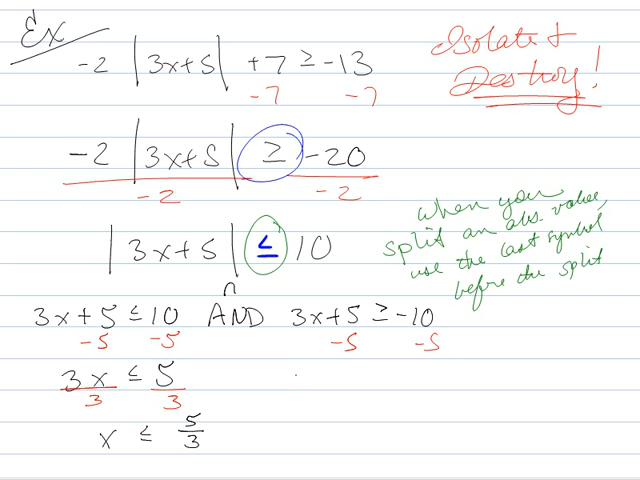 Ex
-2 |3x+5| +7 ≥ -13
-7 -7
Isolate &
Destroy!
-2 |3x+5| ≥ -20
-2 -2
|3x+5| ≤ 10
when you
split an abs. value,
use the last symbol
before the split
n
3x+5 ≤ 10 AND 3x+5 ≥ -10
-5 -5 -5 -5
3x ≤ 5
3 3
x ≤ 5/3